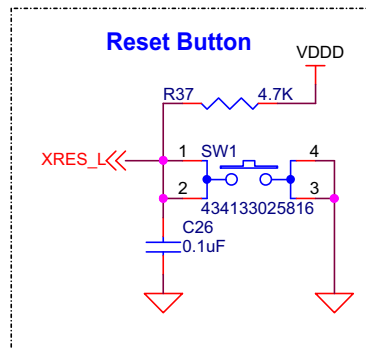 Reset Button
VDDD
R37 4.7K
XRES_L
1 SW1 4
2 3
434133025816
C26
0.1uF